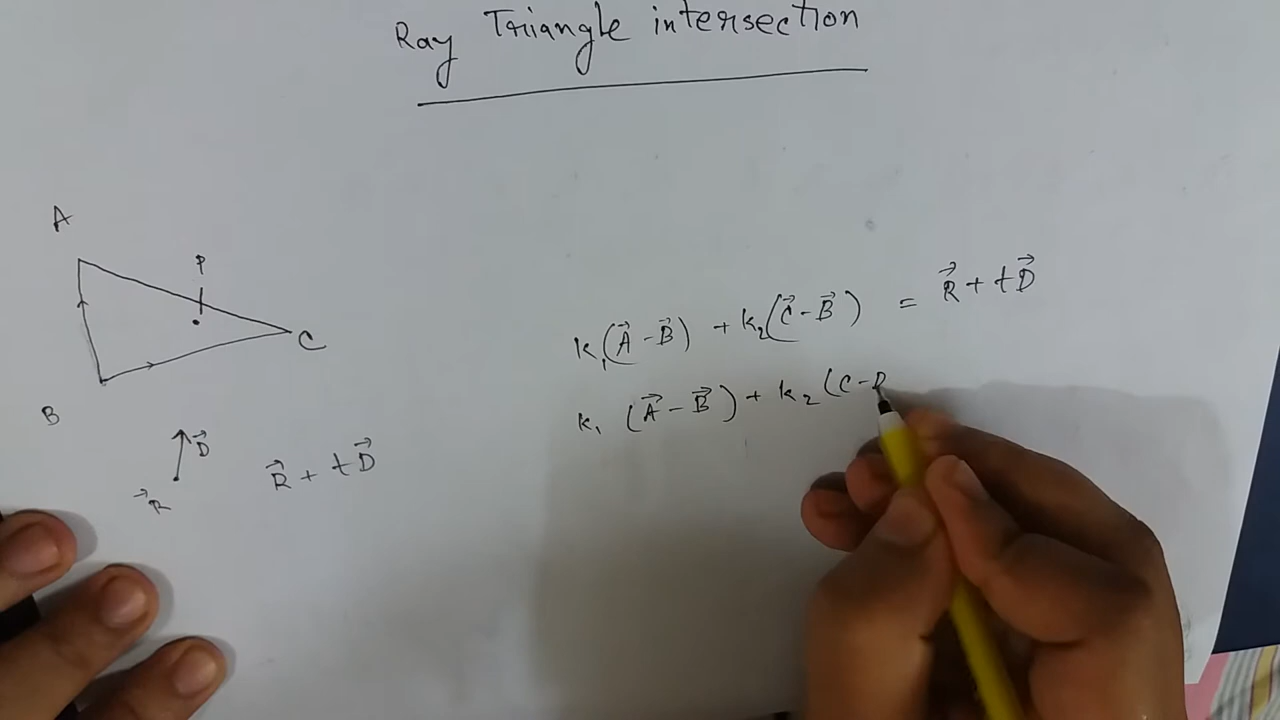 Ray Triangle intersection
A
P
C
B
k₁(A⃗ - B⃗) + k₂(C⃗ - B⃗) = R⃗ + tD⃗
k₁ (A⃗ - B⃗) + k₂ (C - B
D⃗
R⃗
R⃗ + tD⃗